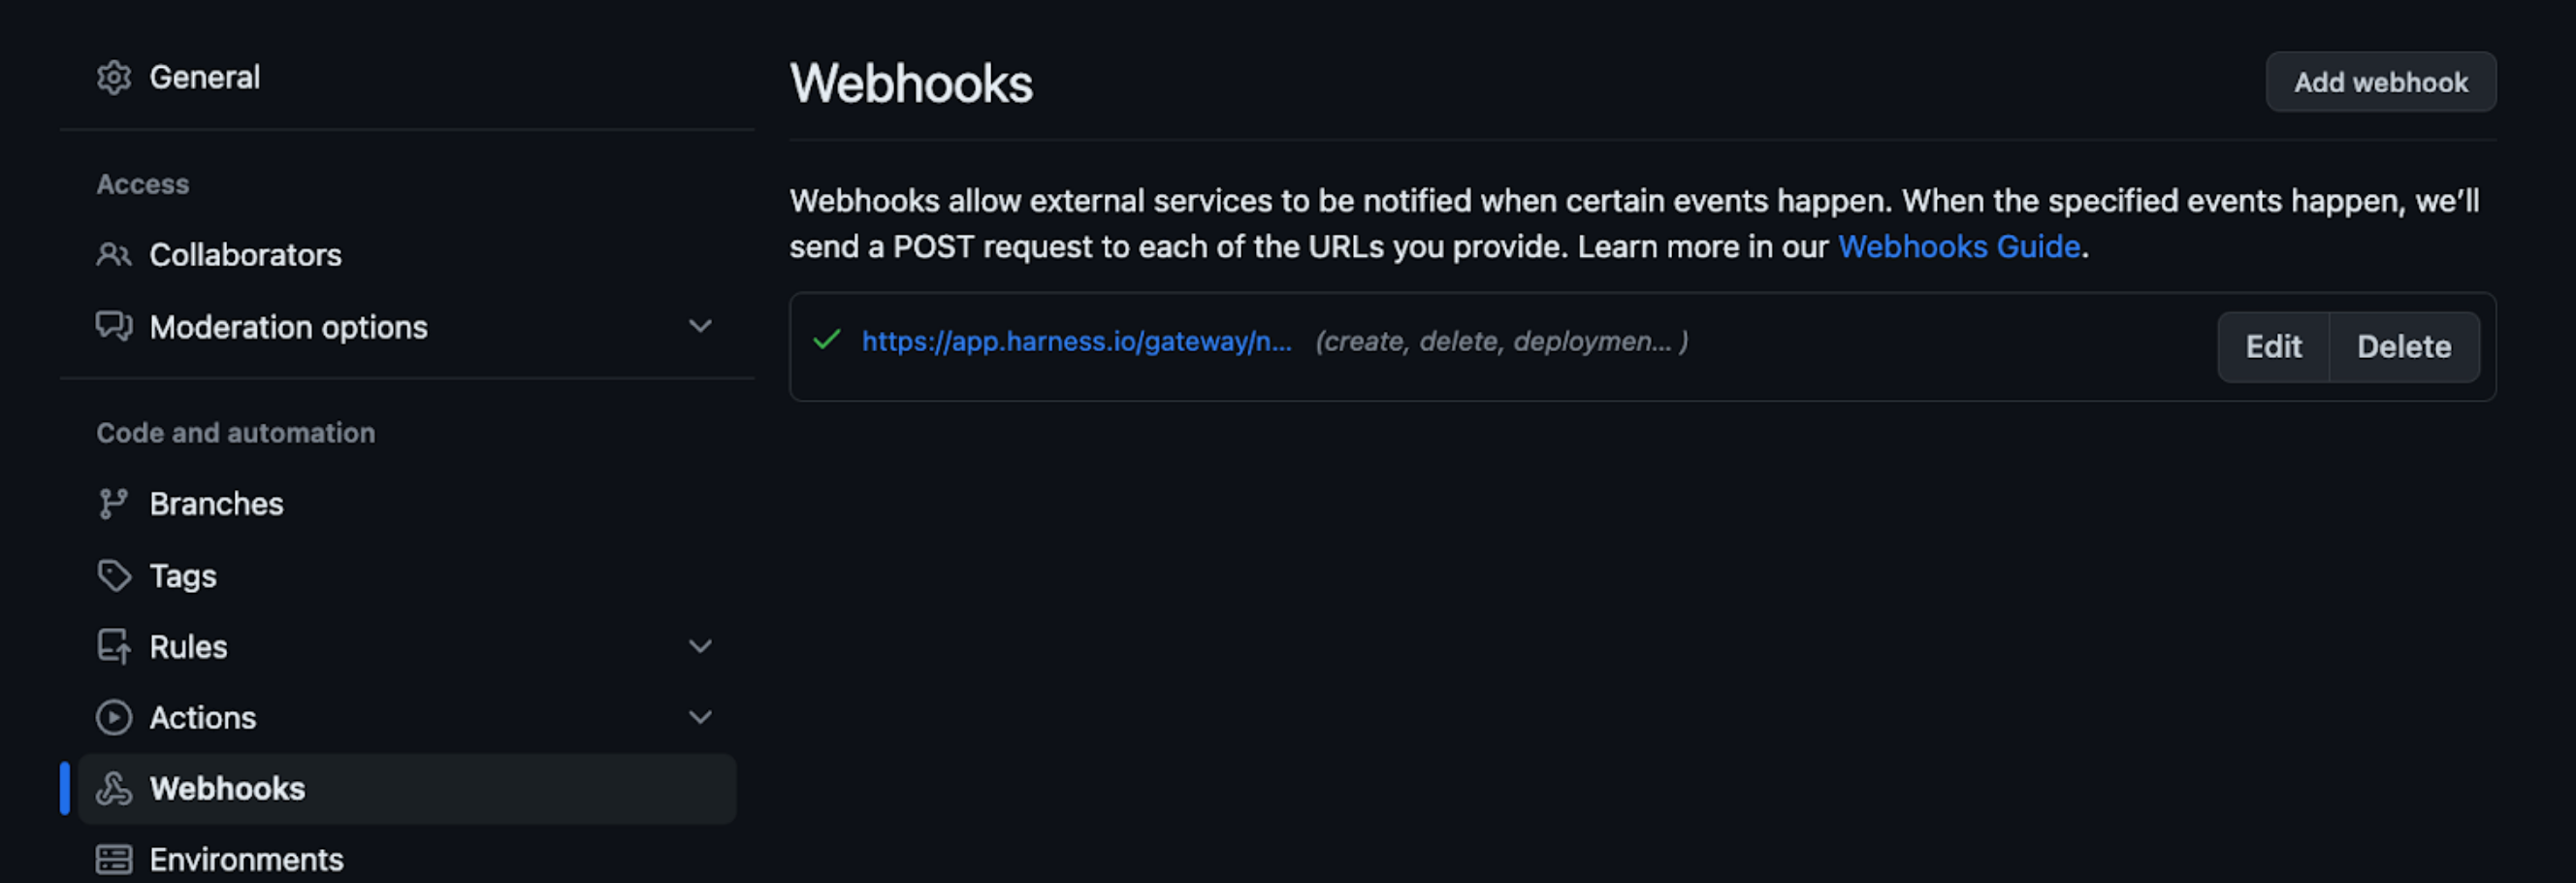 General
Access
Collaborators
Moderation options
Code and automation
Branches
Tags
Rules
Actions
Webhooks
Environments
Webhooks
Add webhook
Webhooks allow external services to be notified when certain events happen. When the specified events happen, we’ll
send a POST request to each of the URLs you provide. Learn more in our Webhooks Guide.
https://app.harness.io/gateway/n... (create, delete, deploymen... )
Edit
Delete